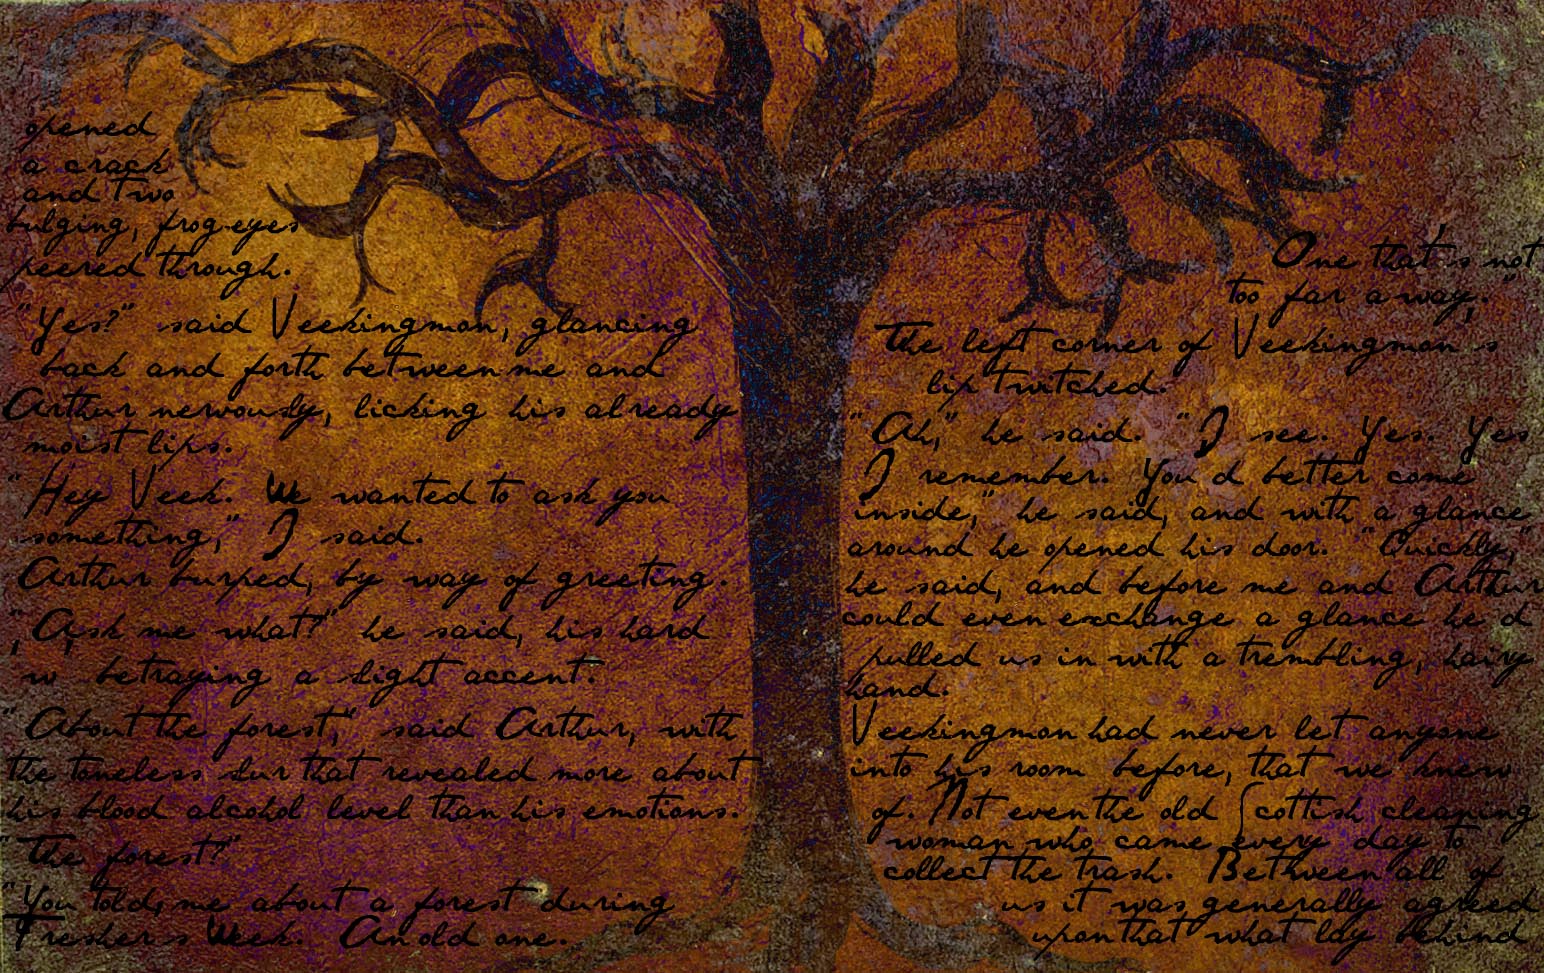 opened
a crack
and two
bulging, frog-eyes
peered through.
"Yes?" said Veekingmon, glancing
back and forth between me and
Arthur nervously, licking his already
moist lips.
"Hey Veek. We wanted to ask you
something," I said.
Arthur burped, by way of greeting.
"Ask me what?" he said, his hard
w betraying a slight accent.
"About the forest," said Arthur, with
the toneless slur that revealed more about
his blood alcohol level than his emotions.
"The forest?"
"You told me about a forest during
Fresher s Week. An old one.
One that s not
too far away."
The left corner of Veekingmon s
lip twitched.
"Ah," he said. "I see. Yes. Yes
I remember. You d better come
inside," he said, and with a glance
around he opened his door. "Quickly,"
he said, and before me and Arthur
could even exchange a glance he d
pulled us in with a trembling, hairy
hand.
Veekingmon had never let anyone
into his room before, that we knew
of. Not even the old Scottish cleaning
woman who came every day to
collect the trash. Between all of
us it was generally agreed
upon that what lay behind